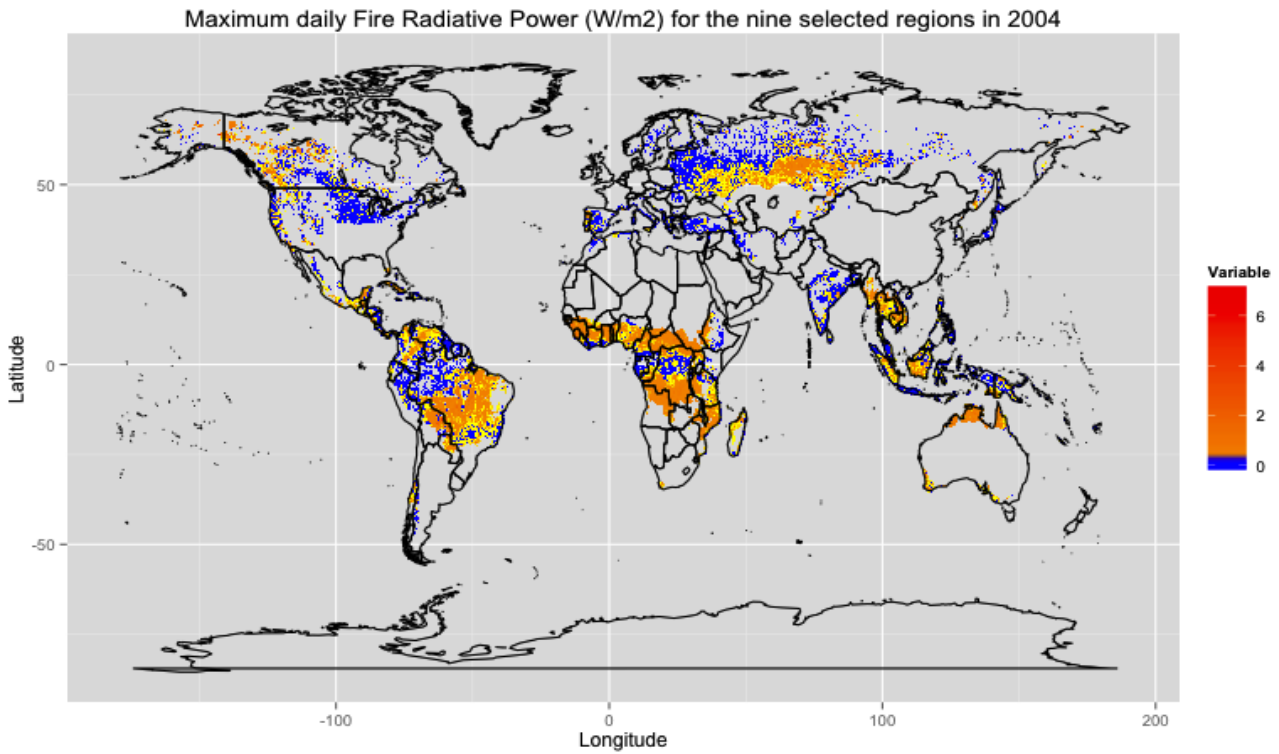 Maximum daily Fire Radiative Power (W/m2) for the nine selected regions in 2004
50
0
-50
Latitude
-100
0
100
200
Longitude
Variable
6
4
2
0